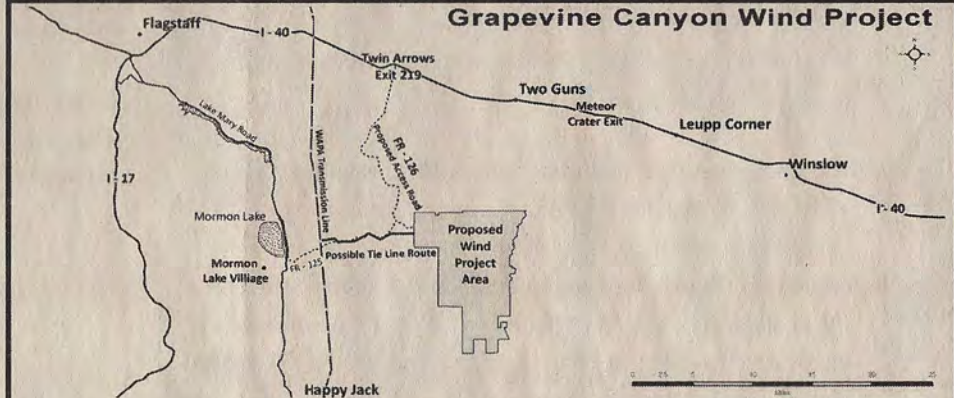 Grapevine Canyon Wind Project
Flagstaff
I - 40
Twin Arrows
Exit 219
Two Guns
Meteor
Crater Exit
Leupp Corner
Winslow
I - 40
Lake Mary Road
WAPA Transmission Line
FR - 126
Proposed Access Road
I - 17
Mormon Lake
Mormon
Lake Villiage
FR - 125
Possible Tie Line Route
Proposed
Wind
Project
Area
Happy Jack
Miles